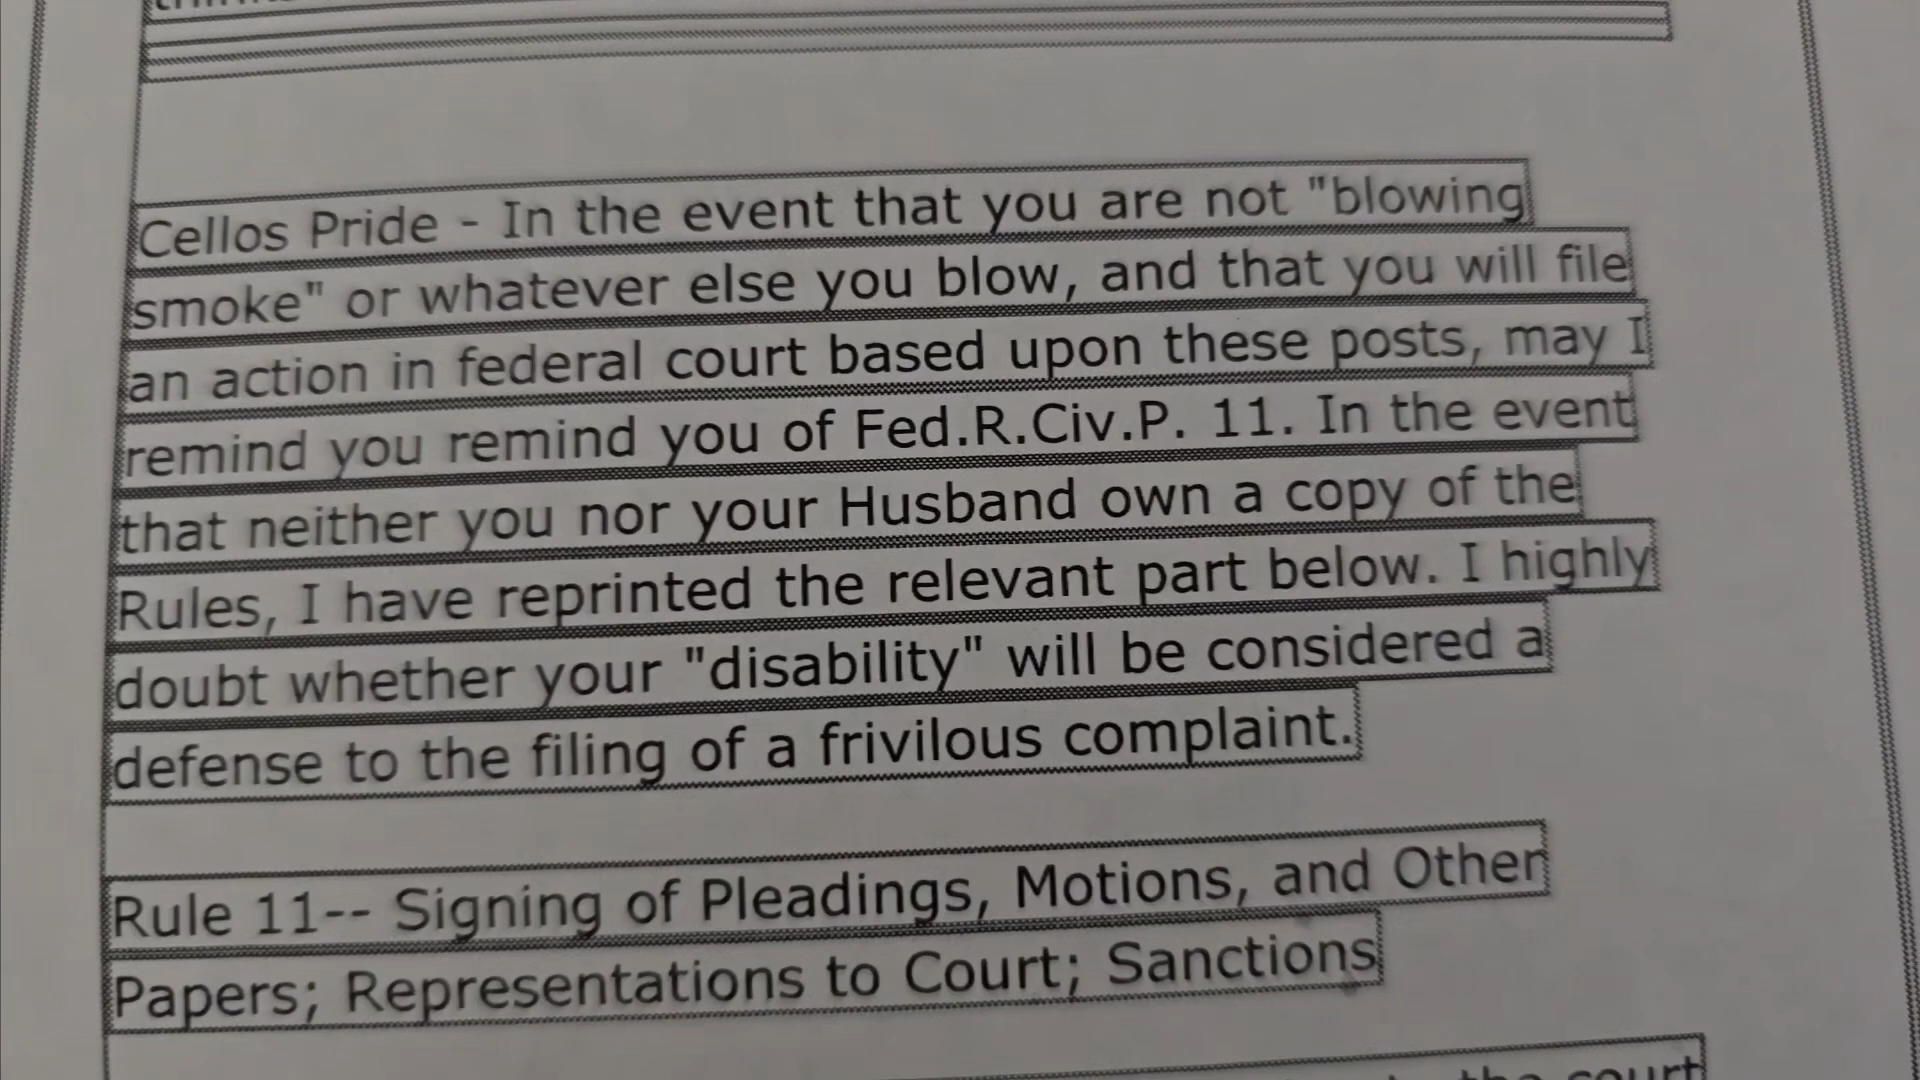 Cellos Pride - In the event that you are not "blowing
smoke" or whatever else you blow, and that you will file
an action in federal court based upon these posts, may I
remind you remind you of Fed.R.Civ.P. 11. In the event
that neither you nor your Husband own a copy of the
Rules, I have reprinted the relevant part below. I highly
doubt whether your "disability" will be considered a
defense to the filing of a frivilous complaint.
Rule 11-- Signing of Pleadings, Motions, and Other
Papers; Representations to Court; Sanctions
the court